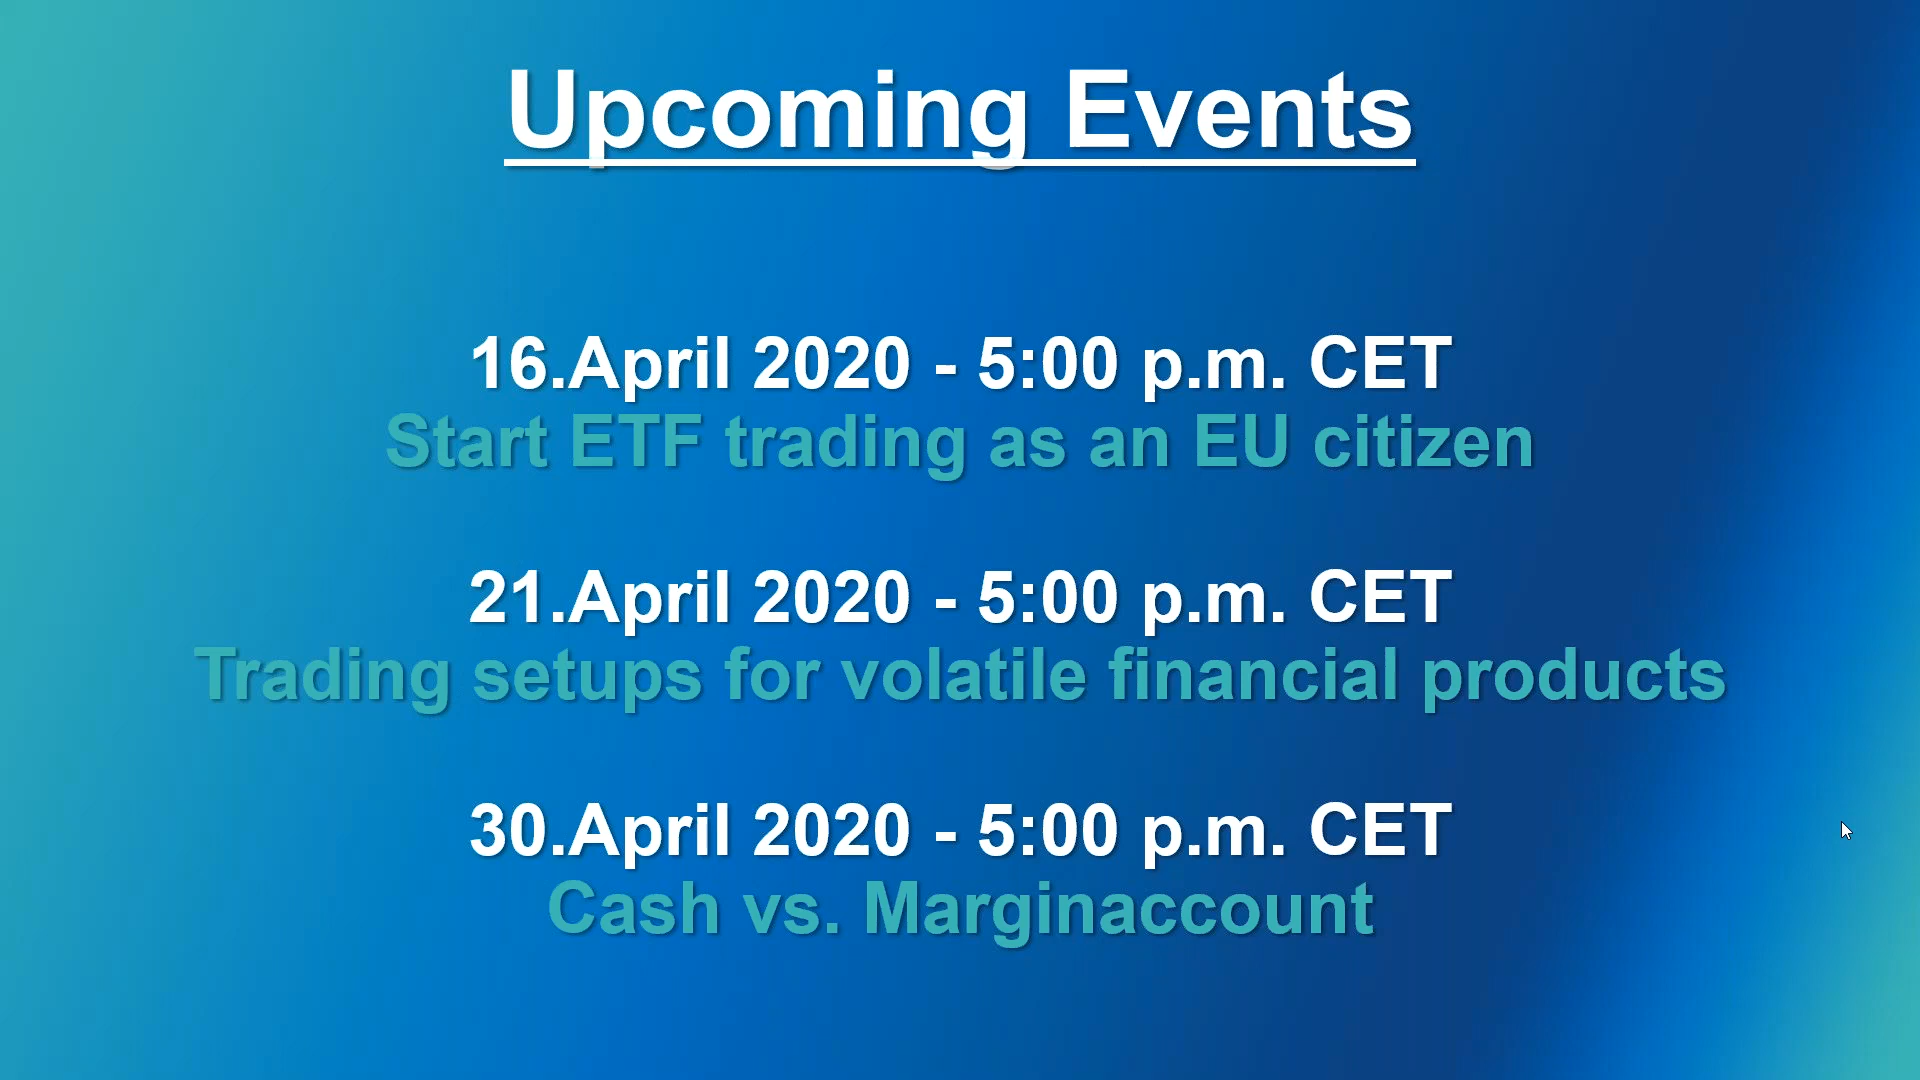 Upcoming Events
16.April 2020 - 5:00 p.m. CET
Start ETF trading as an EU citizen
21.April 2020 - 5:00 p.m. CET
Trading setups for volatile financial products
30.April 2020 - 5:00 p.m. CET
Cash vs. Marginaccount